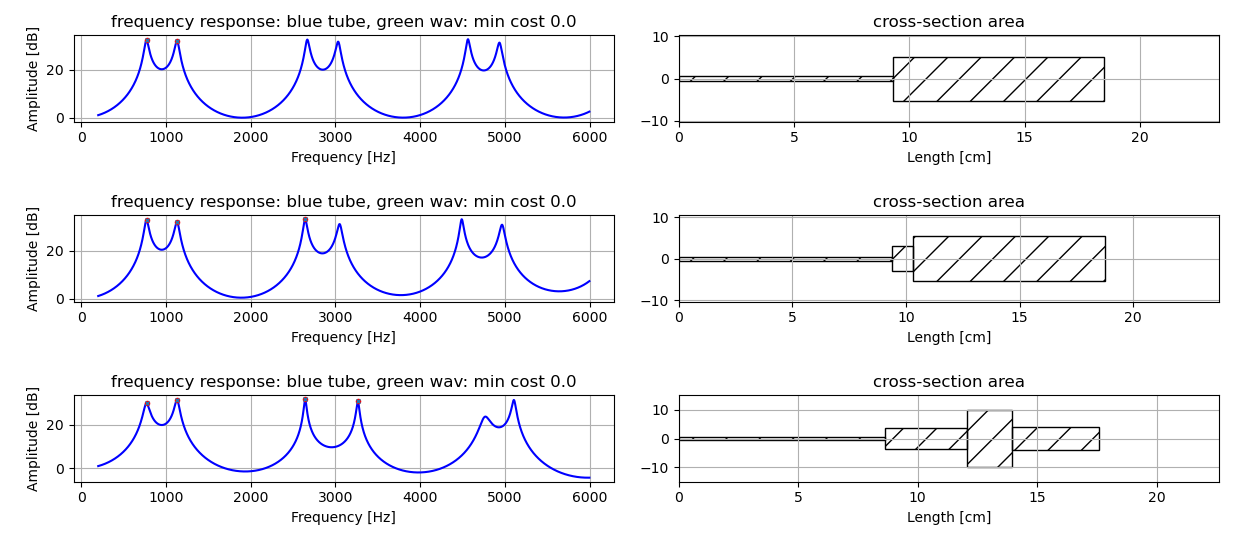 frequency response: blue tube, green wav: min cost 0.0
Amplitude [dB]
20
0
0 1000 2000 3000 4000 5000 6000
Frequency [Hz]
cross-section area
10
0
−10
0 5 10 15 20
Length [cm]
frequency response: blue tube, green wav: min cost 0.0
Amplitude [dB]
20
0
0 1000 2000 3000 4000 5000 6000
Frequency [Hz]
cross-section area
10
0
−10
0 5 10 15 20
Length [cm]
frequency response: blue tube, green wav: min cost 0.0
Amplitude [dB]
20
0
0 1000 2000 3000 4000 5000 6000
Frequency [Hz]
cross-section area
10
0
−10
0 5 10 15 20
Length [cm]